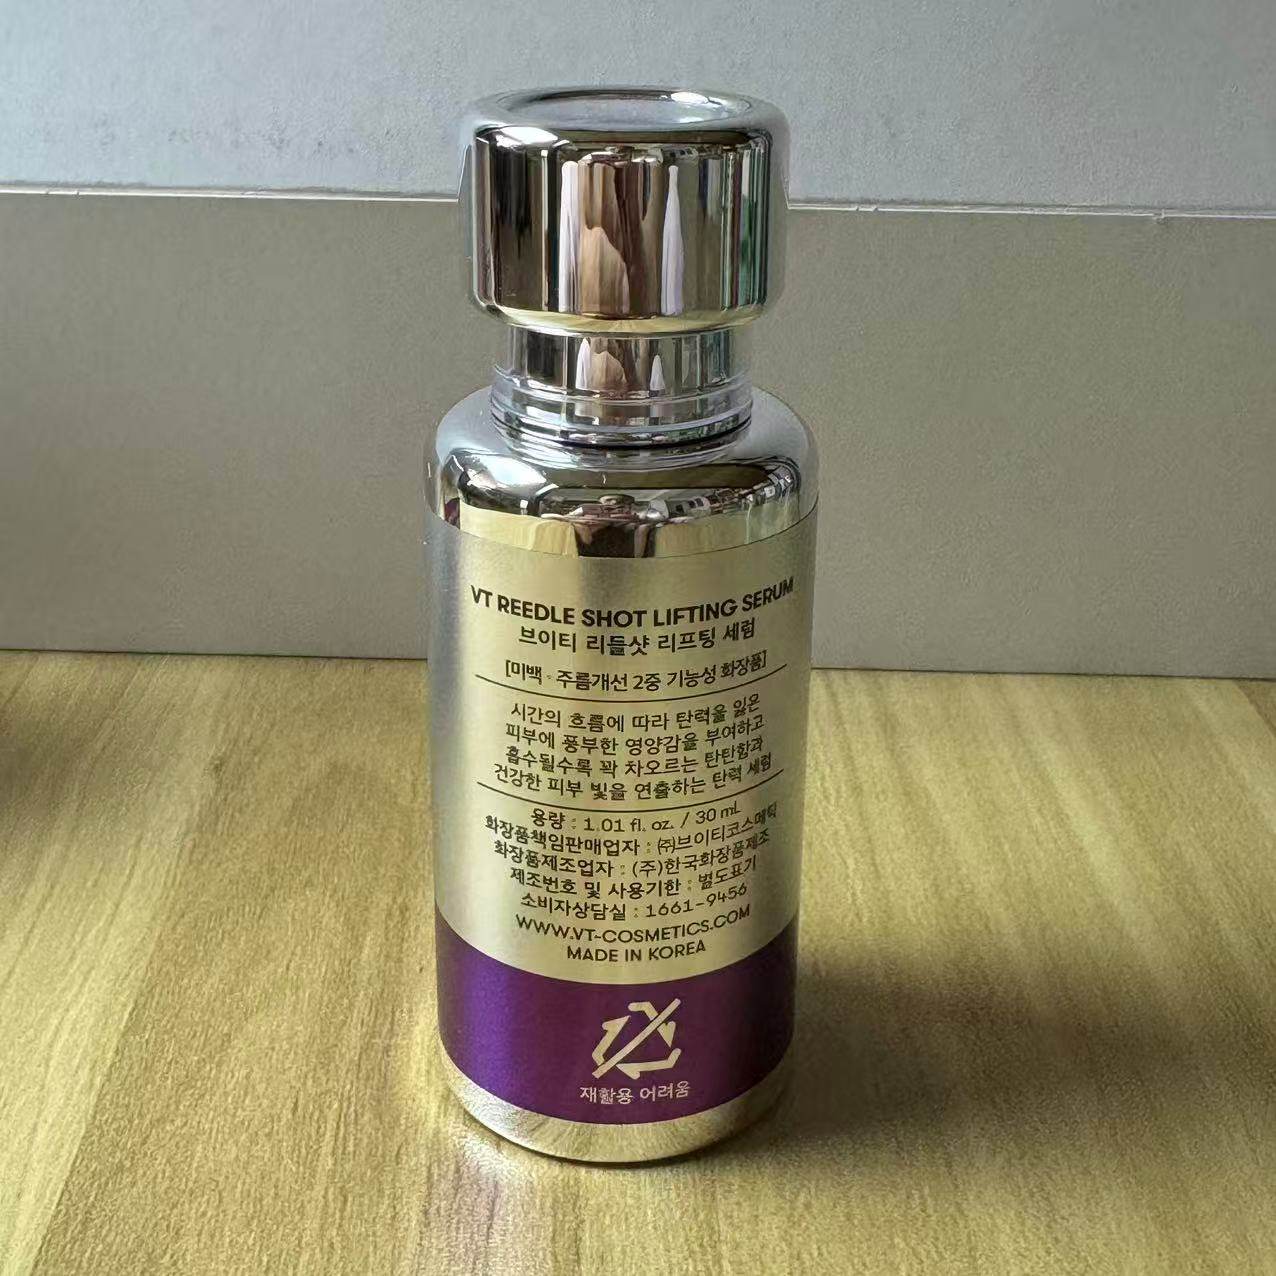 VT REEDLE SHOT LIFTING SERUM
브이티 리들샷 리프팅 세럼
[미백·주름개선 2중 기능성 화장품]
시간의 흐름에 따라 탄력을 잃은
피부에 풍부한 영양감을 부여하고
흡수될수록 꽉 차오르는 탄탄함과
건강한 피부 빛을 연출하는 탄력 세럼
용량 : 1.01 fl. oz. / 30 mL
화장품책임판매업자 : ㈜브이티코스메틱
화장품제조업자 : (주)한국화장품제조
제조번호 및 사용기한 : 별도표기
소비자상담실 : 1661-9456
WWW.VT-COSMETICS.COM
MADE IN KOREA
재활용 어려움